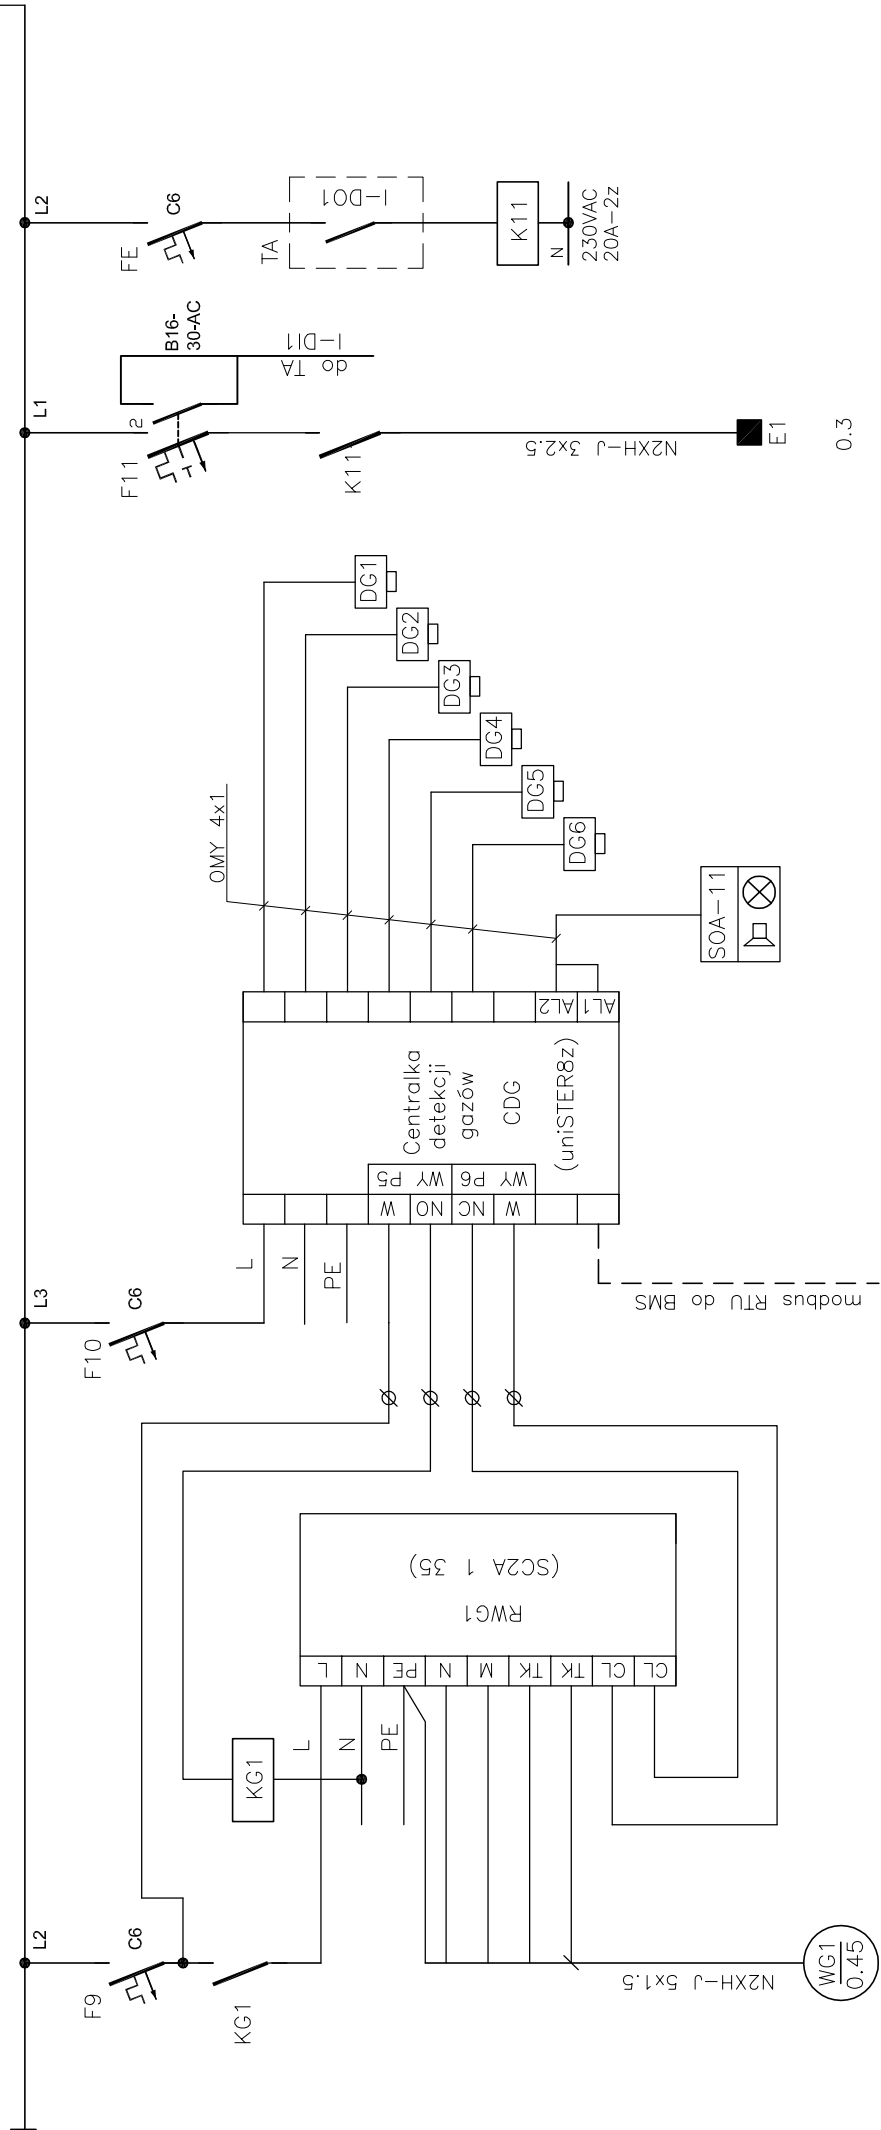 L2
FE
C6
TA
I-DO1
K11
N
230VAC
20A-2z
L1
F11
2
B16-
30-AC
do TA
I-DI1
K11
N2XH-J 3x2.5
E1
0.3
DG1
DG2
DG3
DG4
DG5
DG6
OMY 4x1
SOA-11
AL2
AL1
Centralka
detekcji
gazów
CDG
(uniSTER8z)
WY P5
WY P6
W
NO
NC
W
L
N
PE
L3
F10
C6
modbus RTU do BMS
RWG1
(SC2A 1 35)
L
N
PE
N
M
TK
TK
CL
CL
KG1
L
N
PE
L2
F9
C6
KG1
N2XH-J 5x1.5
WG1
0.45